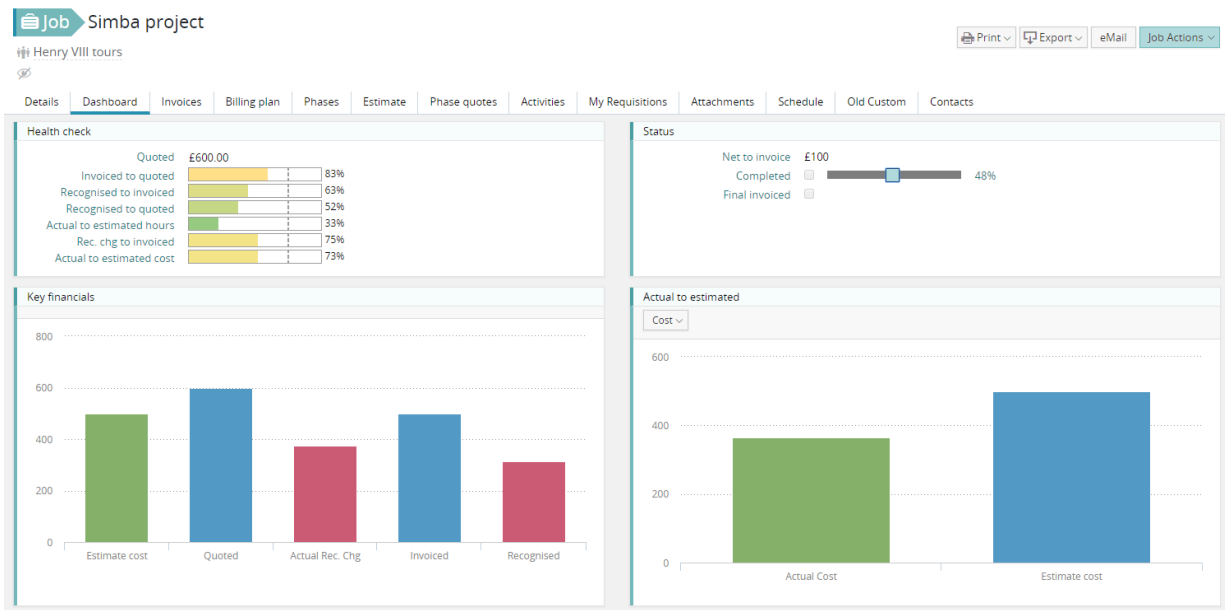 Job Simba project
Henry VIII tours
Print Export eMail Job Actions
Details Dashboard Invoices Billing plan Phases Estimate Phase quotes Activities My Requisitions Attachments Schedule Old Custom Contacts
Health check
Quoted £600.00
Invoiced to quoted 83%
Recognised to invoiced 63%
Recognised to quoted 52%
Actual to estimated hours 33%
Rec. chg to invoiced 75%
Actual to estimated cost 73%
Status
Net to invoice £100
Completed 48%
Final invoiced
Key financials
800
600
400
200
0
Estimate cost Quoted Actual Rec. Chg Invoiced Recognised
Actual to estimated
Cost
600
400
200
0
Actual Cost Estimate cost